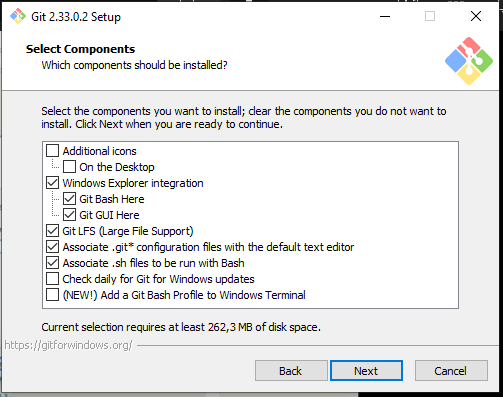 Git 2.33.0.2 Setup
Select Components
Which components should be installed?
Select the components you want to install; clear the components you do not want to
install. Click Next when you are ready to continue.
Additional icons
On the Desktop
Windows Explorer integration
Git Bash Here
Git GUI Here
Git LFS (Large File Support)
Associate .git* configuration files with the default text editor
Associate .sh files to be run with Bash
Check daily for Git for Windows updates
(NEW!) Add a Git Bash Profile to Windows Terminal
Current selection requires at least 262,3 MB of disk space.
https://gitforwindows.org/
Back Next Cancel